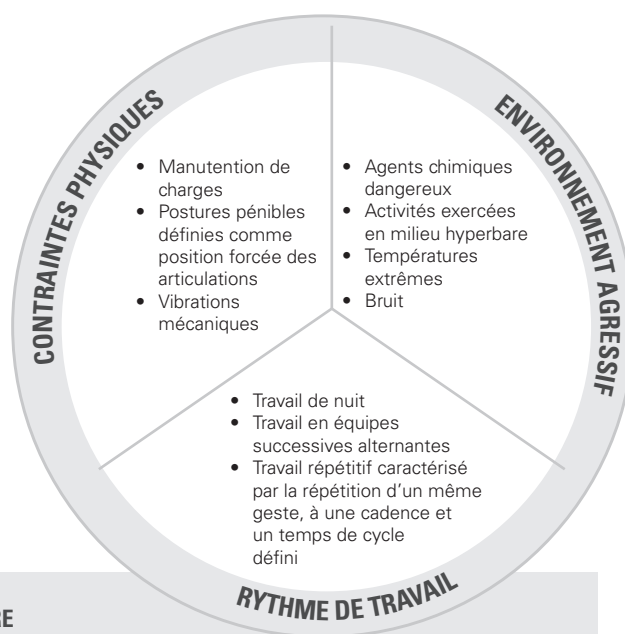 CONTRAINTES PHYSIQUES
• Manutention de
charges
• Postures pénibles
définies comme
position forcée des
articulations
• Vibrations
mécaniques
ENVIRONNEMENT AGRESSIF
• Agents chimiques
dangereux
• Activités exercées
en milieu hyperbare
• Températures
extrêmes
• Bruit
• Travail de nuit
• Travail en équipes
successives alternantes
• Travail répétitif caractérisé
par la répétition d’un même
geste, à une cadence et
un temps de cycle
défini
RYTHME DE TRAVAIL